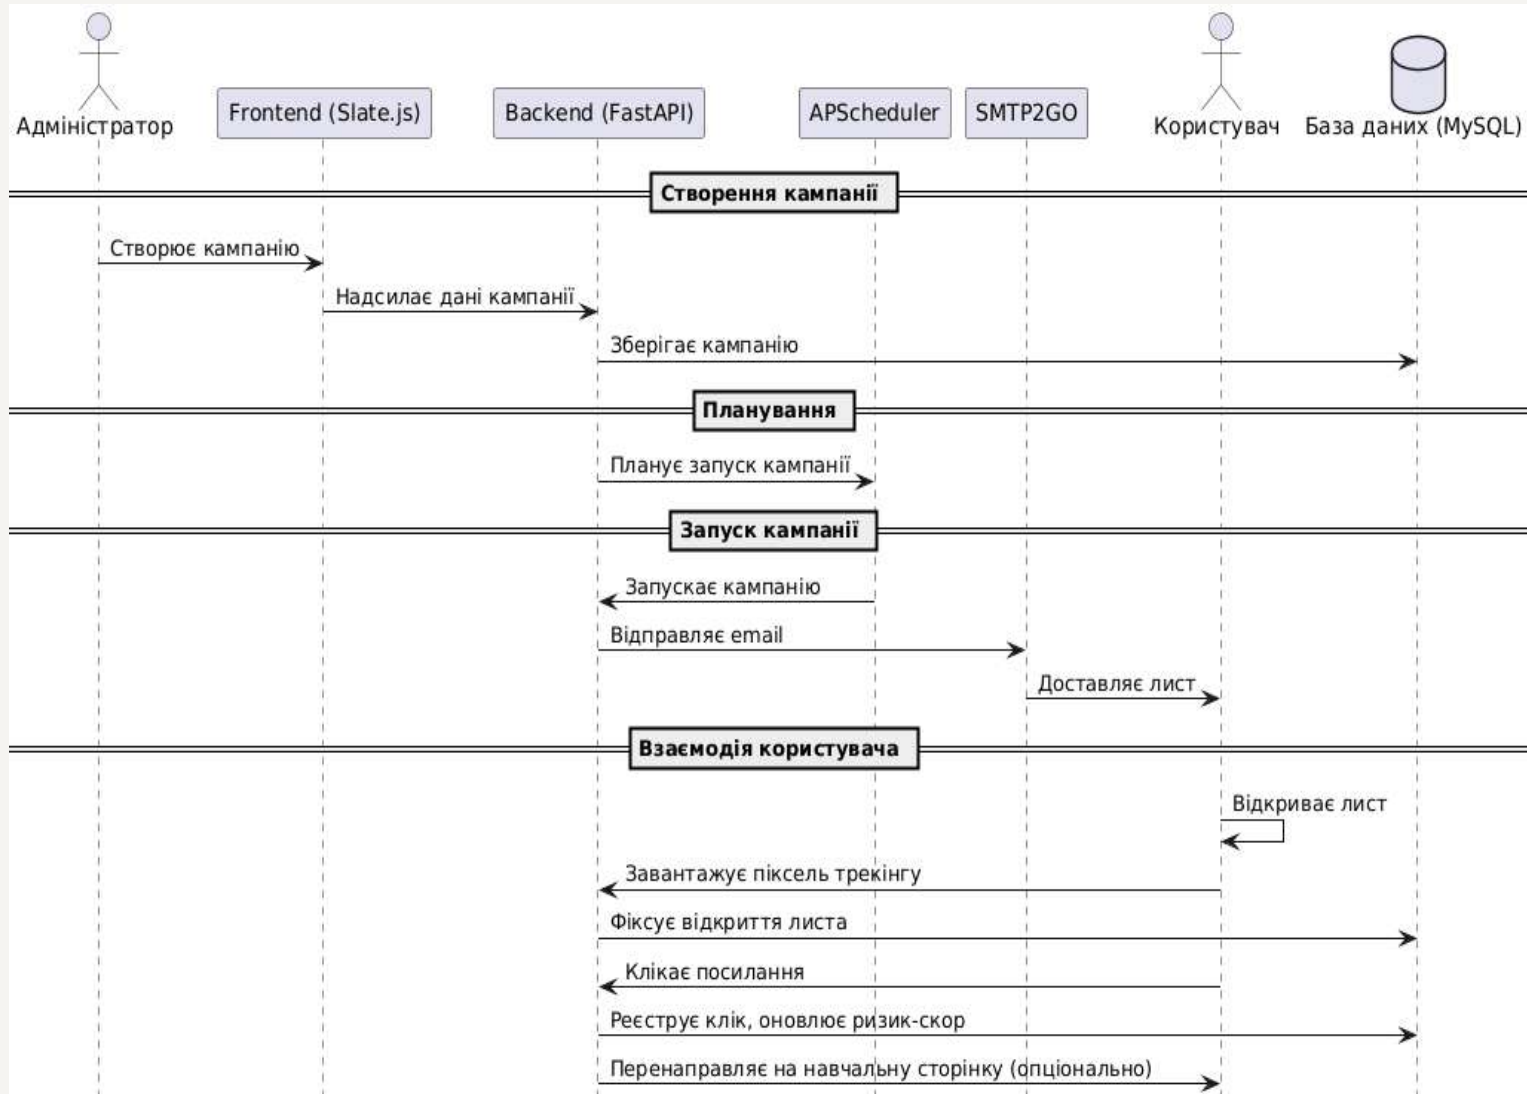 Адміністратор
Frontend (Slate.js)
Backend (FastAPI)
APScheduler
SMTP2GO
Користувач
База даних (MySQL)
Створення кампанії
Створює кампанію
Надсилає дані кампанії
Зберігає кампанію
Планування
Планує запуск кампанії
Запуск кампанії
Запускає кампанію
Відправляє email
Доставляє лист
Взаємодія користувача
Відкриває лист
Завантажує піксель трекінгу
Фіксує відкриття листа
Клікає посилання
Реєструє клік, оновлює ризик-скор
Перенаправляє на навчальну сторінку (опціонально)